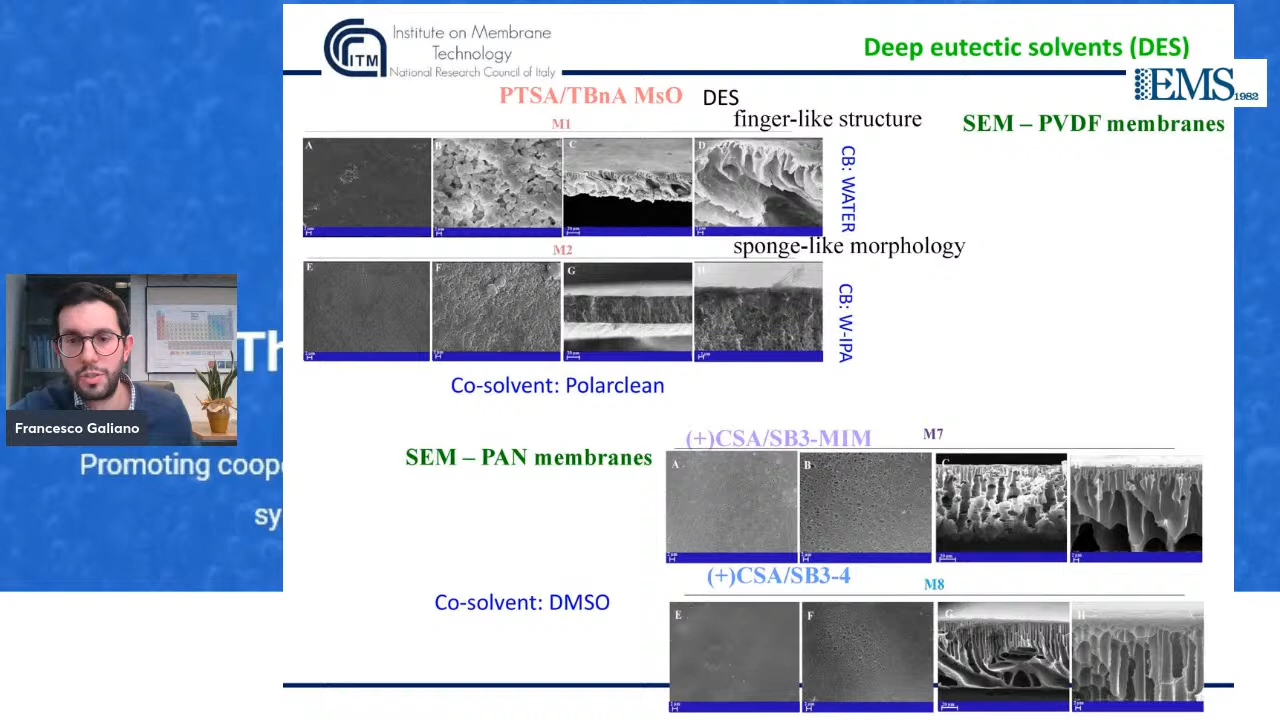 Institute on Membrane
Technology
National Research Council of Italy
ITM
Deep eutectic solvents (DES)
EMS 1982
PTSA/TBnA MsO DES
finger-like structure
SEM – PVDF membranes
M1
A B C D
CB: WATER
M2
sponge-like morphology
E F G H
CB: W-IPA
Co-solvent: Polarclean
Francesco Galiano
Th
Promoting coop
sy
(+)CSA/SB3-MIM
M7
SEM – PAN membranes
A B C
(+)CSA/SB3-4
M8
Co-solvent: DMSO
E F G H